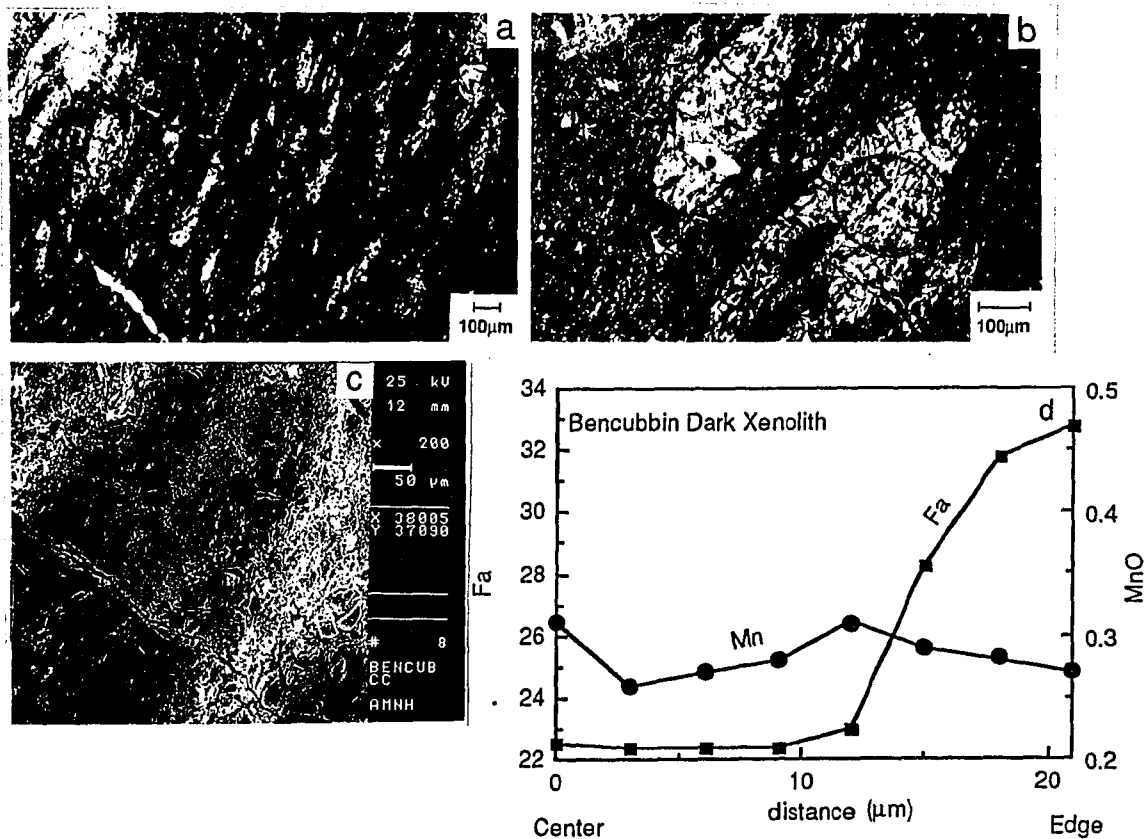 a
100μm
b
100μm
c
25 kV
12 mm
x 200
50 μm
X 38005
Y 37090
# 8
BENCUB
CC
AMNH
d
Bencubbin Dark Xenolith
34
32
30
28
26
24
22
Fa
Fa
Mn
0.5
0.4
0.3
0.2
MnO
0
10
20
distance (μm)
Center
Edge